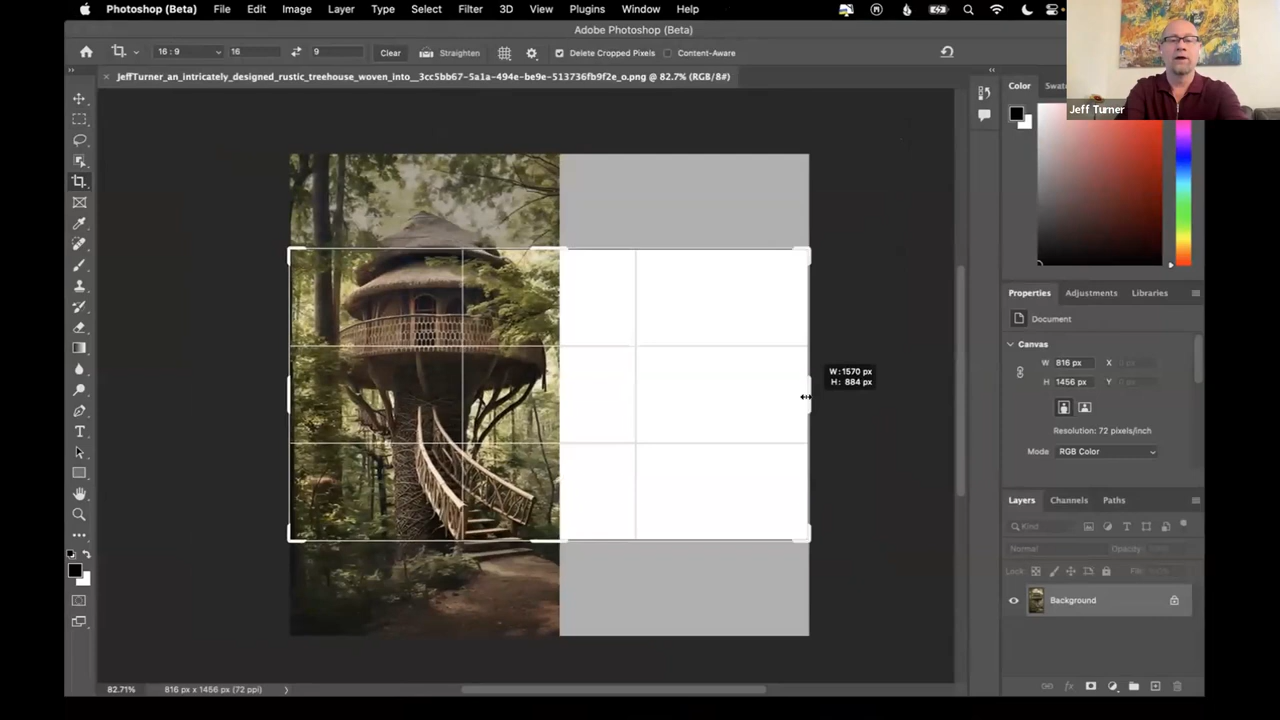 Photoshop (Beta) File Edit Image Layer Type Select Filter 3D View Plugins Window Help
Adobe Photoshop (Beta)
16 : 9 16 9 Clear Straighten Delete Cropped Pixels Content-Aware
JeffTurner_an_intricately_designed_rustic_treehouse_woven_into__3cc5bb67-5a1a-494e-be9e-513736fb9f2e_o.png @ 82.7% (RGB/8#)
Color
Jeff Turner
Properties Adjustments Libraries
Document
Canvas
W 816 px X
H 1456 px Y
W: 1570 px
H: 884 px
Resolution: 72 pixels/inch
Mode RGB Color
Layers Channels Paths
Kind
Normal Opacity:
Lock: Fill:
Background
82.71% 816 px x 1456 px (72 ppi)